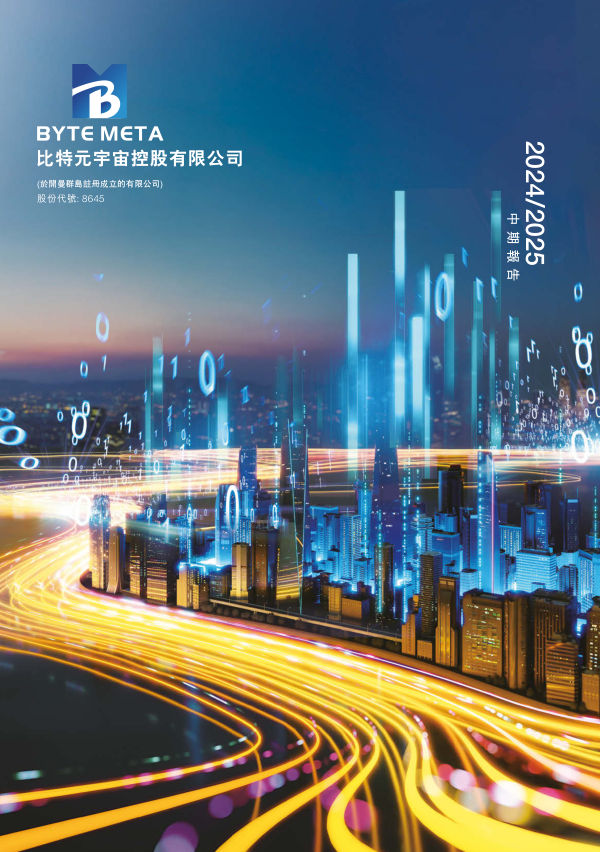 BYTE META
比特元宇宙控股有限公司
(於開曼群島註冊成立的有限公司)
股份代號: 8645
2024/2025
中期報告